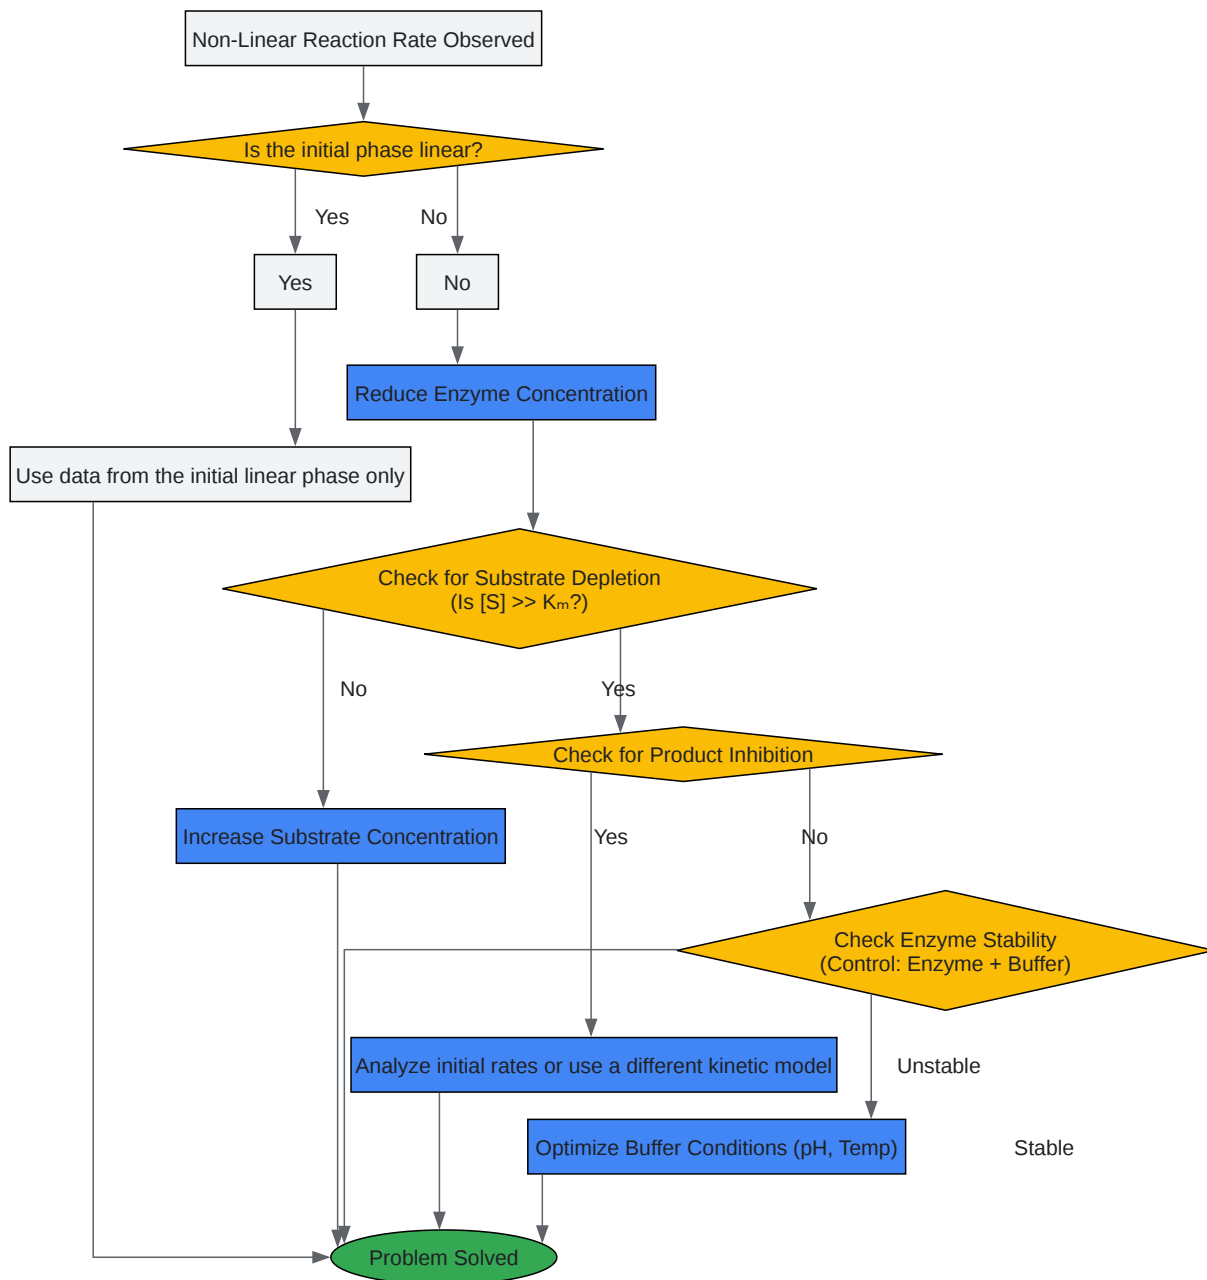 Non-Linear Reaction Rate Observed
Is the initial phase linear?
Yes
No
Yes
No
Reduce Enzyme Concentration
Use data from the initial linear phase only
Check for Substrate Depletion
(Is [S] >> Kₘ?)
No
Yes
Check for Product Inhibition
Increase Substrate Concentration
Yes
No
Check Enzyme Stability
(Control: Enzyme + Buffer)
Analyze initial rates or use a different kinetic model
Unstable
Optimize Buffer Conditions (pH, Temp)
Stable
Problem Solved